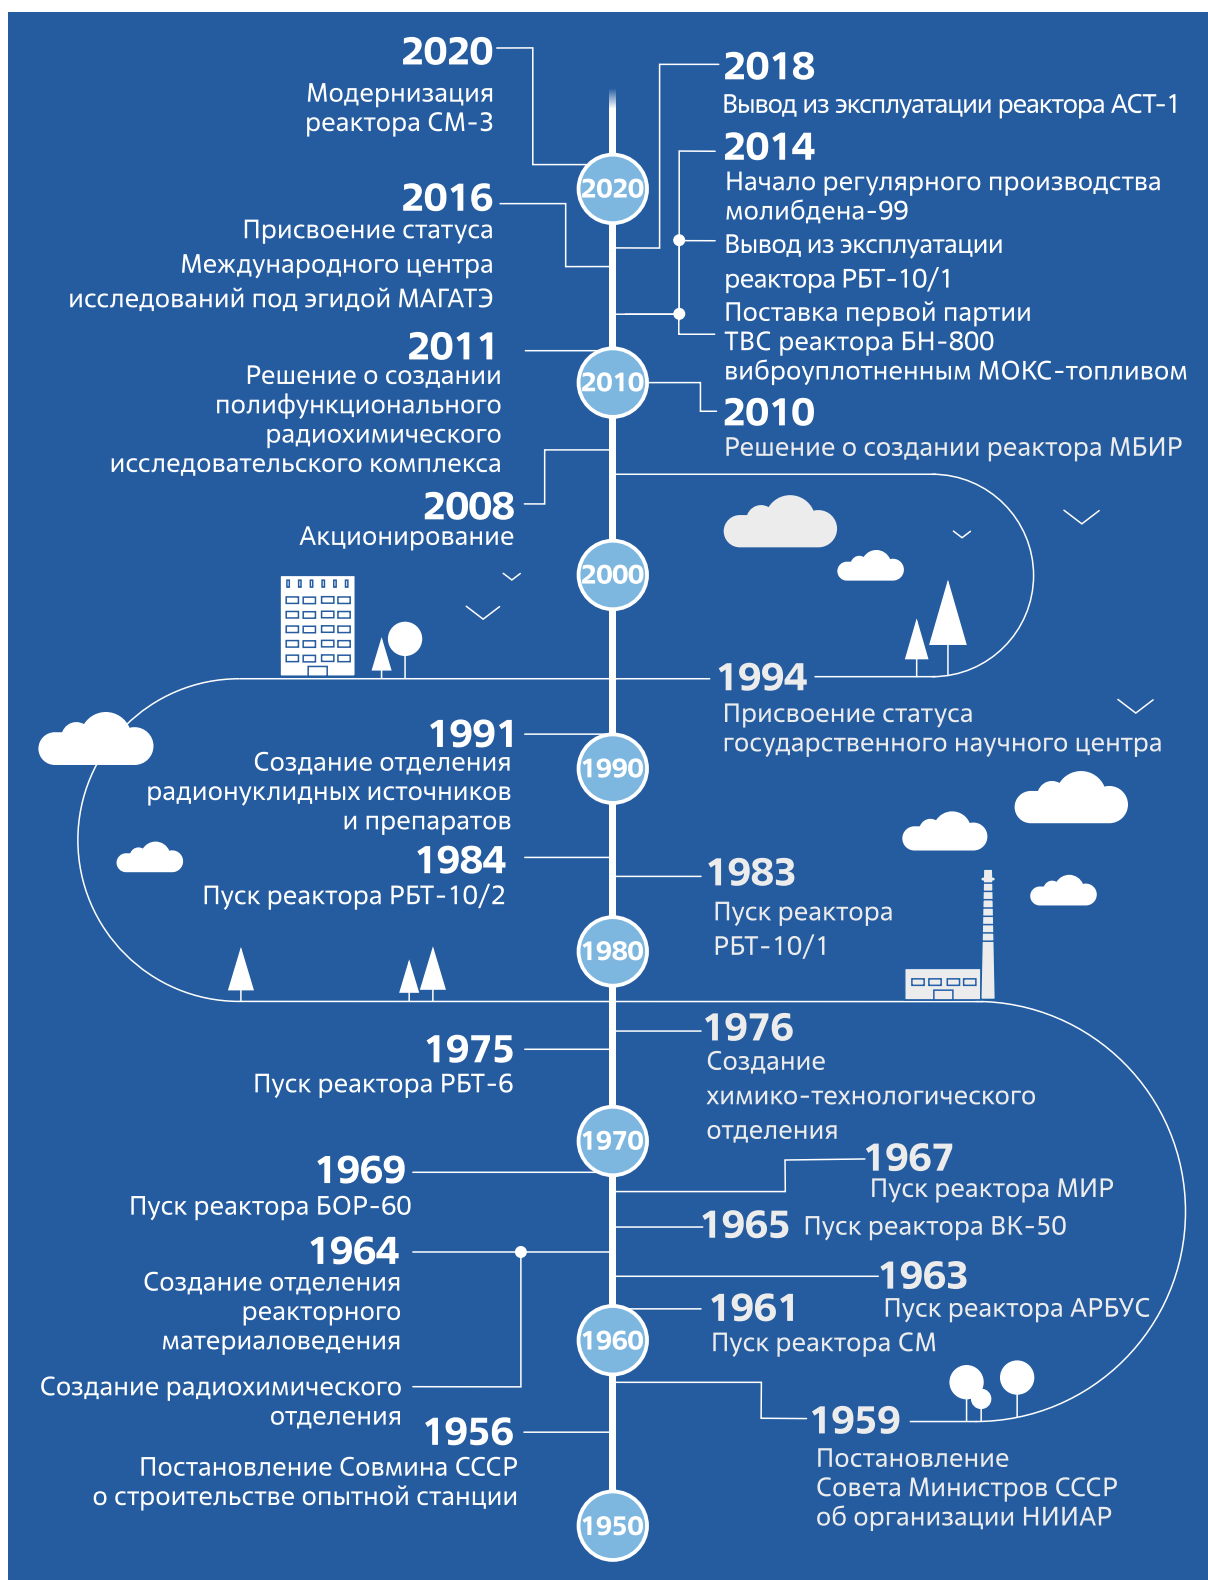 2020
Модернизация
реактора СМ-3
2018
Вывод из эксплуатации реактора АСТ-1
2014
Начало регулярного производства
молибдена-99
Вывод из эксплуатации
реактора РБТ-10/1
Поставка первой партии
ТВС реактора БН-800
виброуплотненным МОКС-топливом
2020
2016
Присвоение статуса
Международного центра
исследований под эгидой МАГАТЭ
2011
Решение о создании
полифункционального
радиохимического
исследовательского комплекса
2010
2010
Решение о создании реактора МБИР
2008
Акционирование
2000
1994
Присвоение статуса
государственного научного центра
1991
Создание отделения
радионуклидных источников
и препаратов
1990
1984
Пуск реактора РБТ-10/2
1983
Пуск реактора
РБТ-10/1
1980
1976
Создание
химико-технологического
отделения
1975
Пуск реактора РБТ-6
1970
1969
Пуск реактора БОР-60
1967
Пуск реактора МИР
1965 Пуск реактора ВК-50
1964
Создание отделения
реакторного
материаловедения
Создание радиохимического
отделения
1963
Пуск реактора АРБУС
1961
Пуск реактора СМ
1960
1959
Постановление
Совета Министров СССР
об организации НИИАР
1956
Постановление Совмина СССР
о строительстве опытной станции
1950